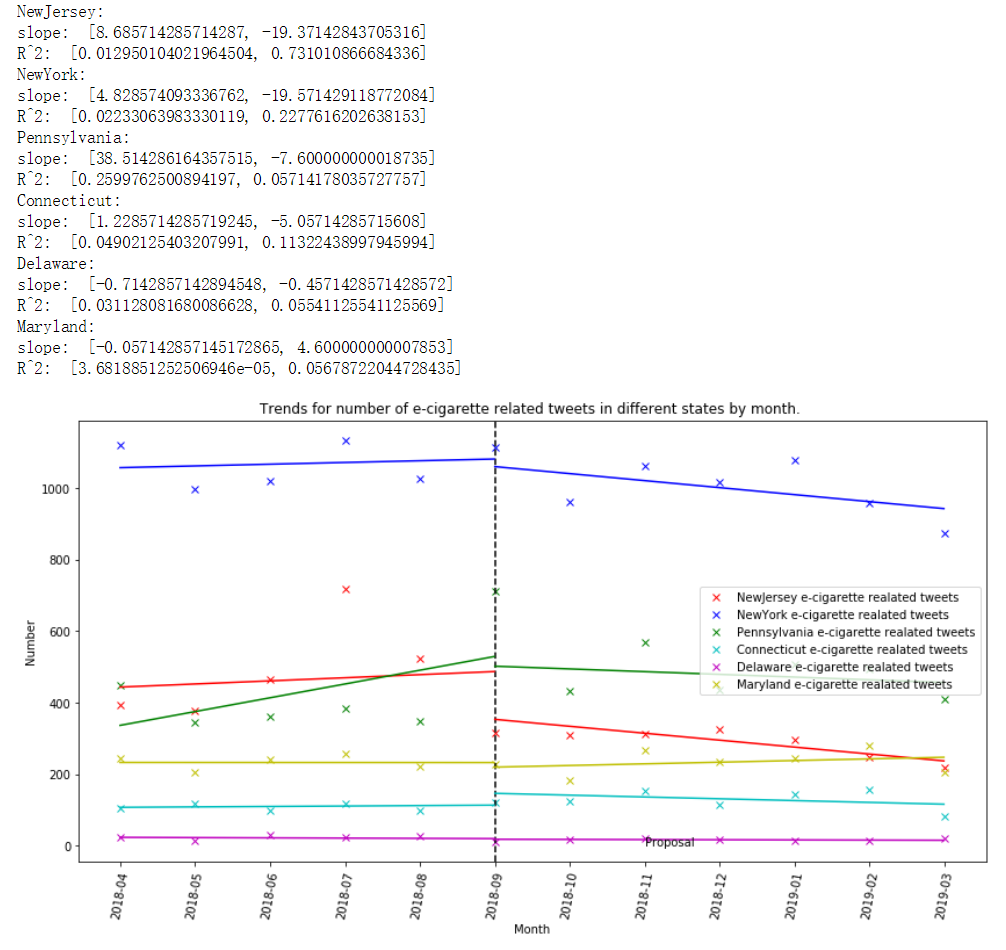 NewJersey:
slope:  [8.685714285714287, -19.37142843705316]
R^2:  [0.012950104021964504, 0.731010866684336]
NewYork:
slope:  [4.828574093336762, -19.571429118772084]
R^2:  [0.02233063983330119, 0.2277616202638153]
Pennsylvania:
slope:  [38.514286164357515, -7.600000000018735]
R^2:  [0.2599762500894197, 0.05714178035727757]
Connecticut:
slope:  [1.2285714285719245, -5.05714285715608]
R^2:  [0.04902125403207991, 0.11322438997945994]
Delaware:
slope:  [-0.7142857142894548, -0.4571428571428572]
R^2:  [0.031128081680086628, 0.05541125541125569]
Maryland:
slope:  [-0.057142857145172865, 4.600000000007853]
R^2:  [3.6818851252506946e-05, 0.05678722044728435]
Trends for number of e-cigarette related tweets in different states by month.
Number
1000
800
600
400
200
0
NewJersey e-cigarette realated tweets
NewYork e-cigarette realated tweets
Pennsylvania e-cigarette realated tweets
Connecticut e-cigarette realated tweets
Delaware e-cigarette realated tweets
Maryland e-cigarette realated tweets
Proposal
2018-04
2018-05
2018-06
2018-07
2018-08
2018-09
2018-10
2018-11
2018-12
2019-01
2019-02
2019-03
Month